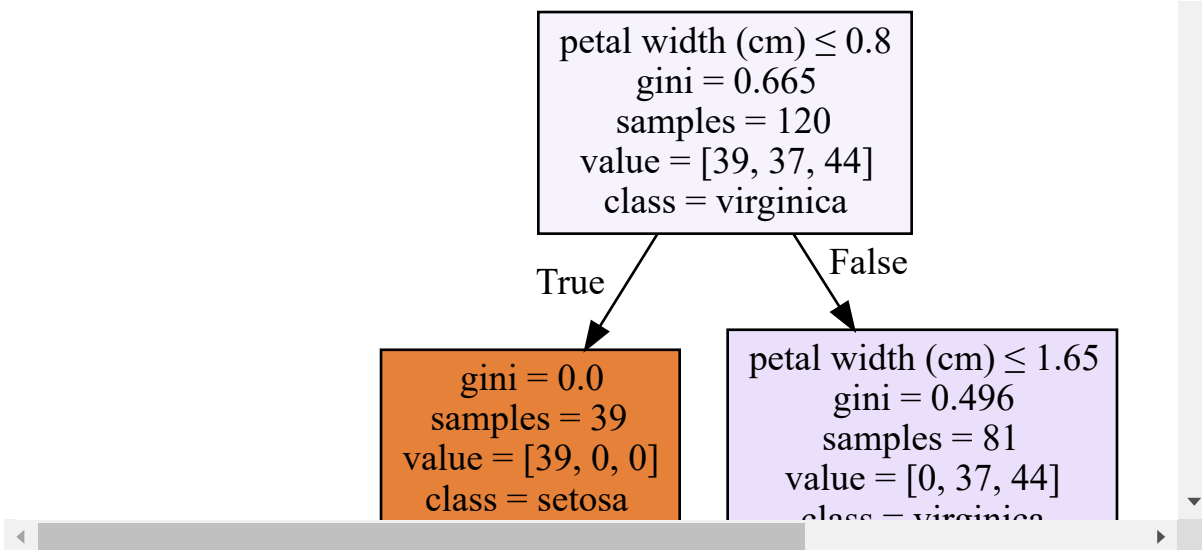 petal width (cm) ≤ 0.8
gini = 0.665
samples = 120
value = [39, 37, 44]
class = virginica
True
False
gini = 0.0
samples = 39
value = [39, 0, 0]
class = setosa
petal width (cm) ≤ 1.65
gini = 0.496
samples = 81
value = [0, 37, 44]
class = virginica